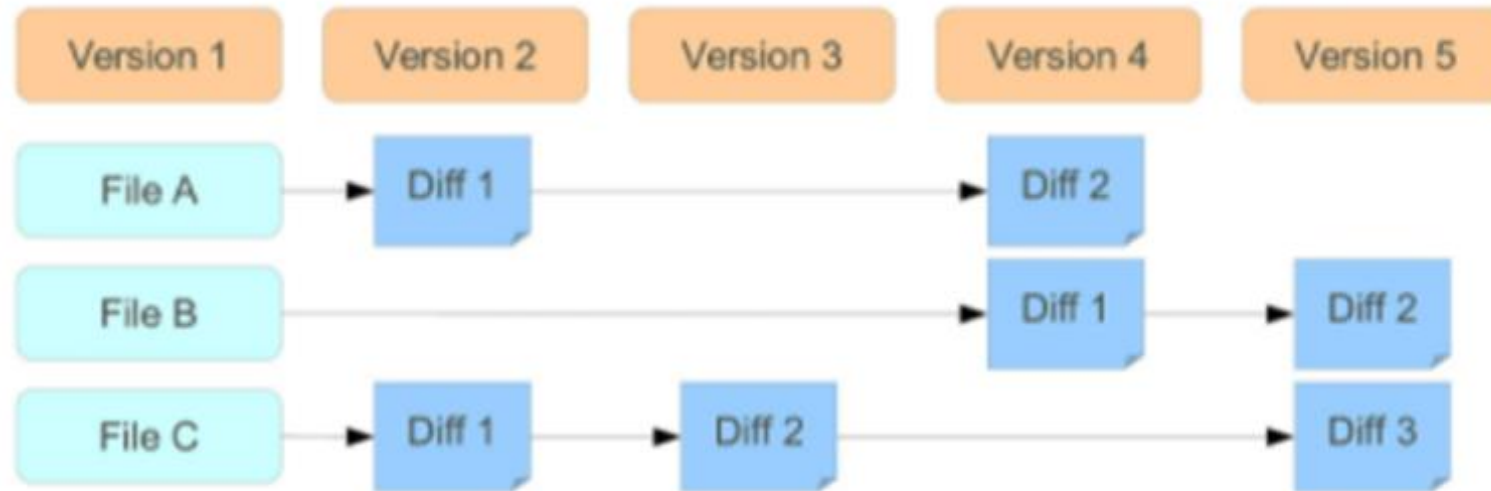 Version 1 Version 2 Version 3 Version 4 Version 5
File A Diff 1 Diff 2
File B Diff 1 Diff 2
File C Diff 1 Diff 2 Diff 3